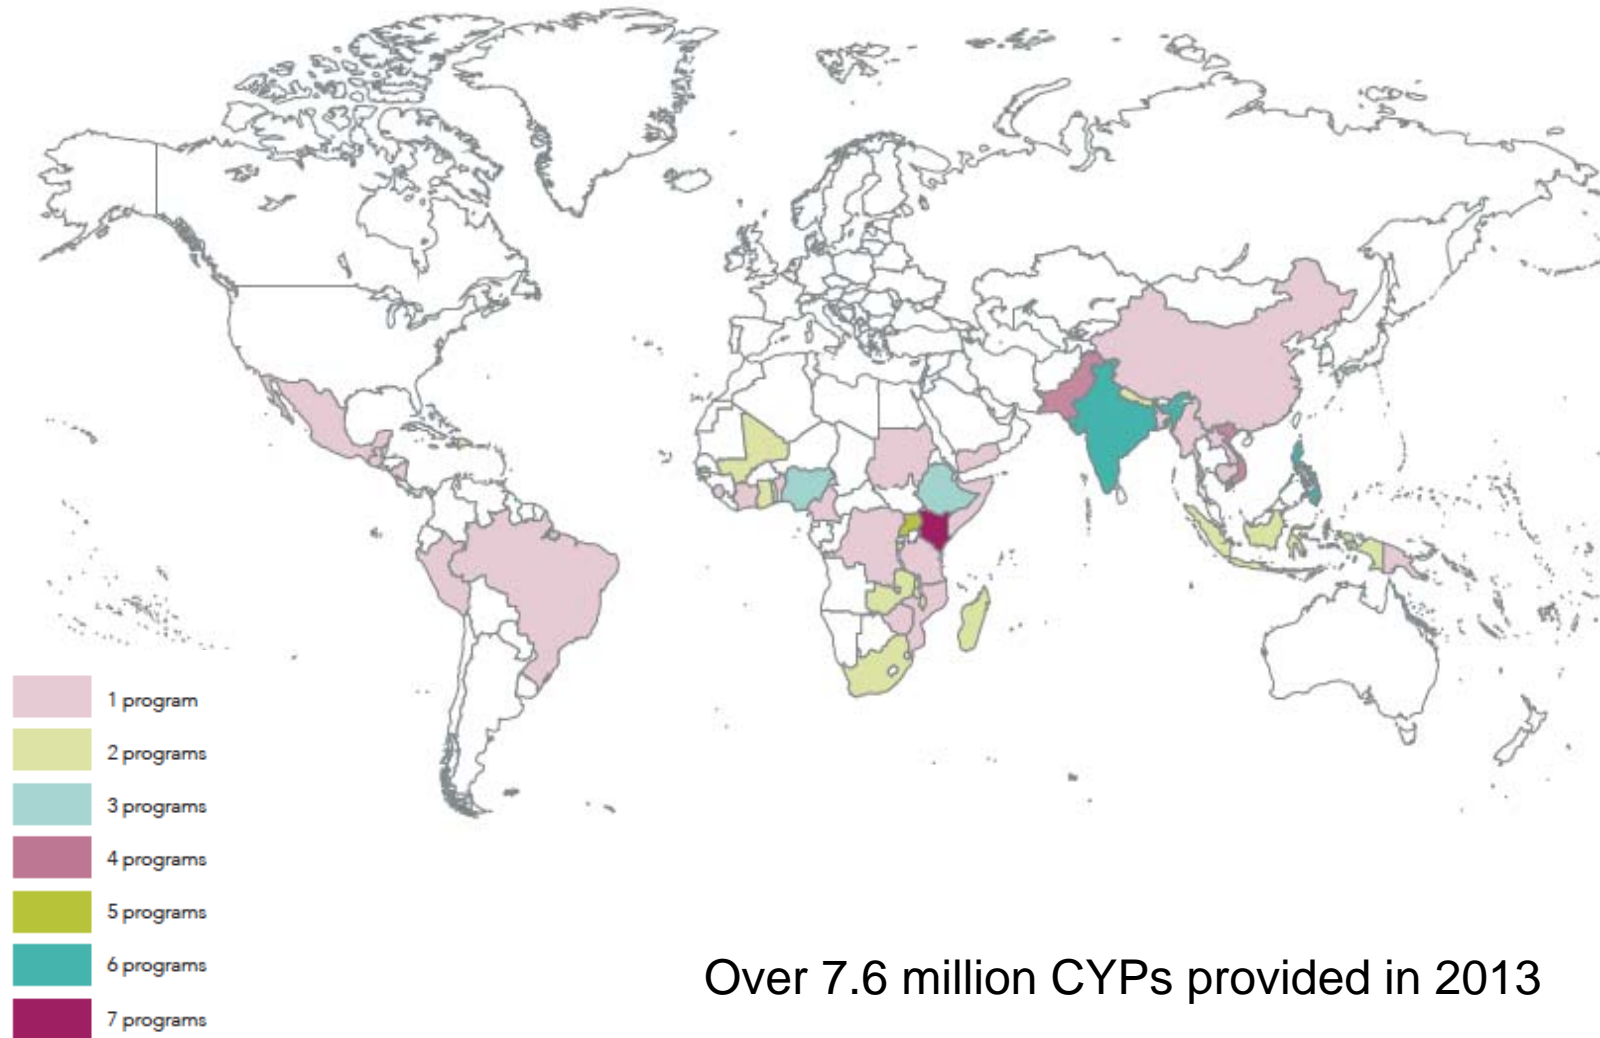 1 program
2 programs
3 programs
4 programs
5 programs
6 programs
7 programs
Over 7.6 million CYPs provided in 2013